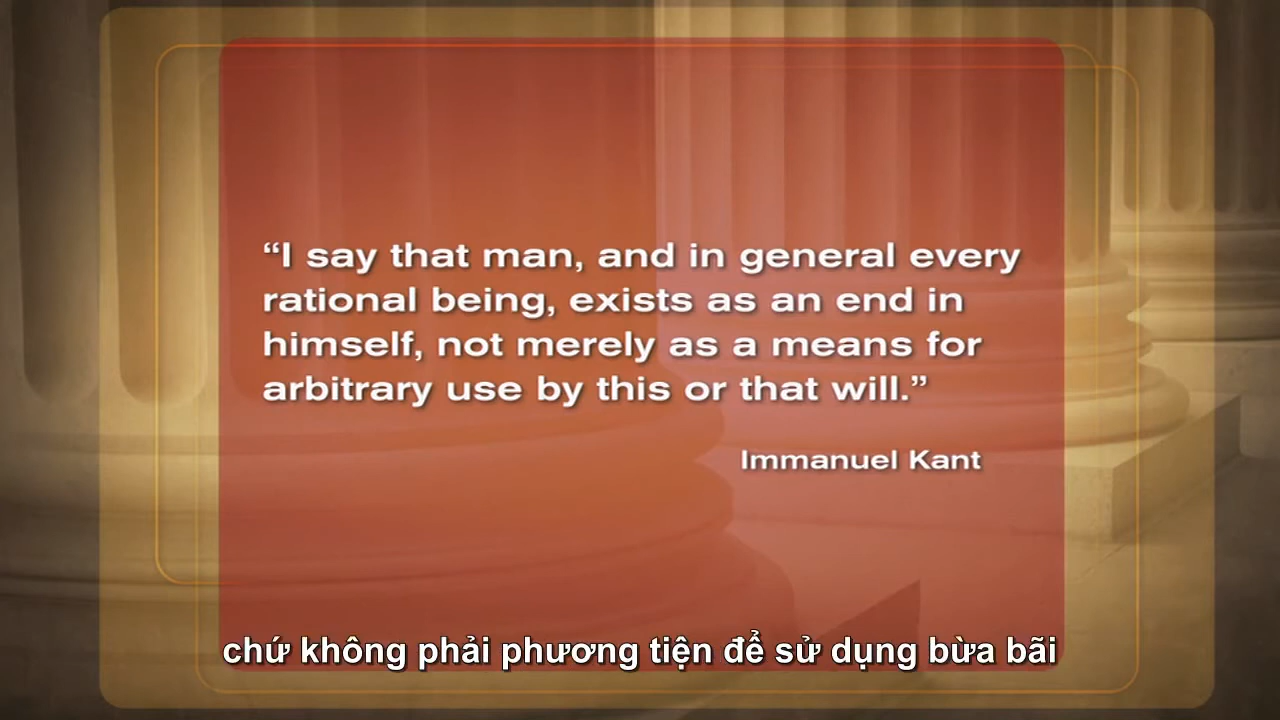 “I say that man, and in general every
rational being, exists as an end in
himself, not merely as a means for
arbitrary use by this or that will.”
Immanuel Kant
chứ không phải phương tiện để sử dụng bừa bãi